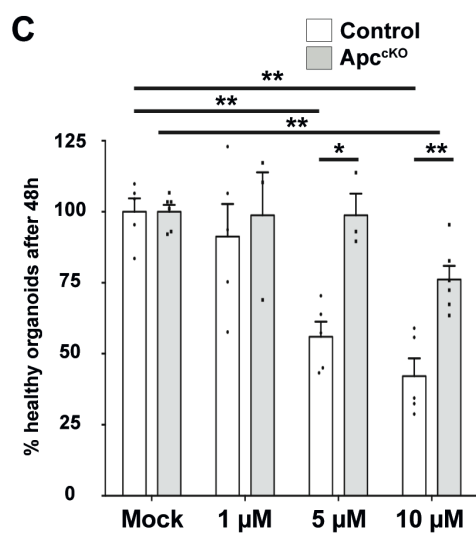 C
Control
Apc^cKO
**
**
**
*
**
125
100
75
50
25
0
% healthy organoids after 48h
Mock 1 µM 5 µM 10 µM